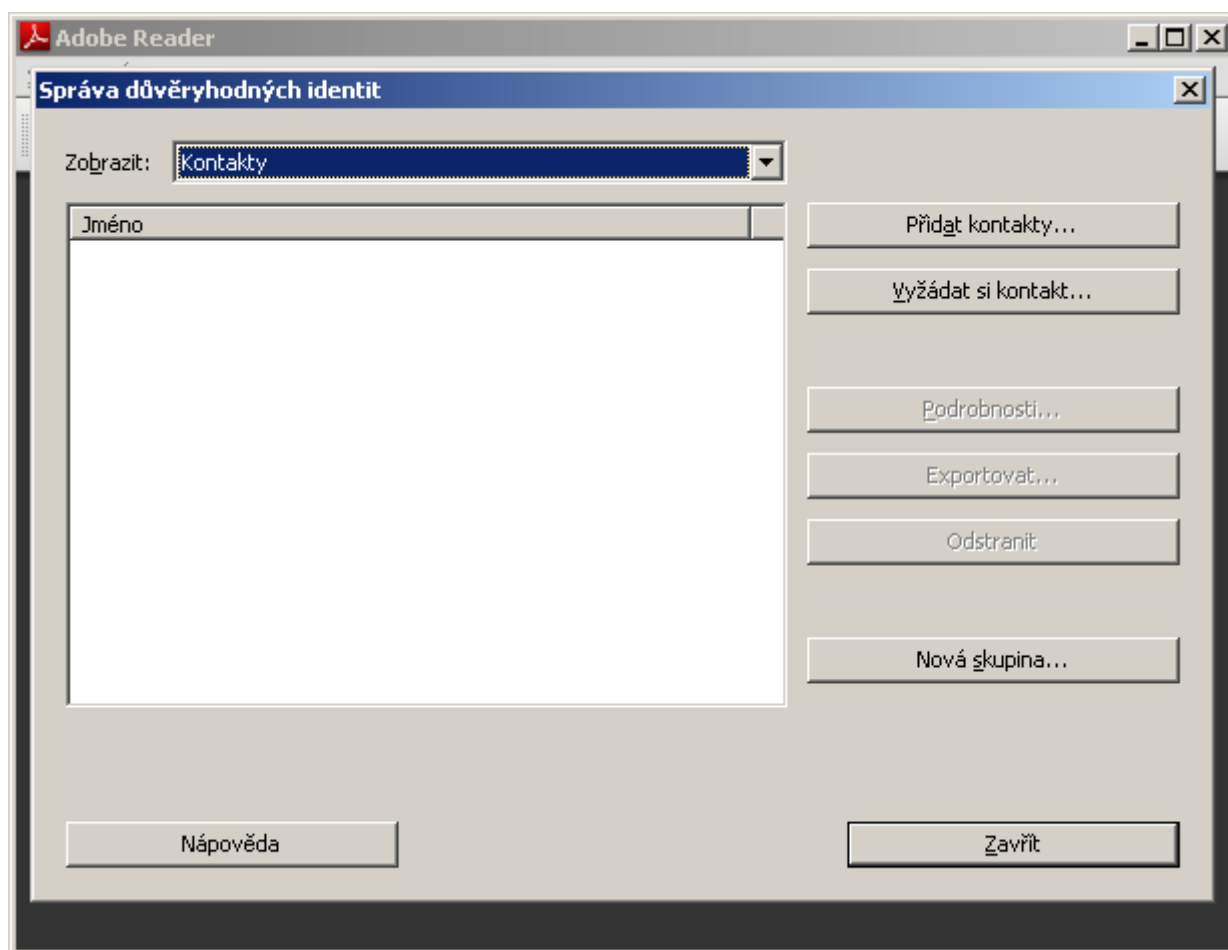 Adobe Reader
Správa důvěryhodných identit
Zobrazit: Kontakty
Jméno
Přidat kontakty...
Vyžádat si kontakt...
Podrobnosti...
Exportovat...
Odstranit
Nová skupina...
Nápověda
Zavřít